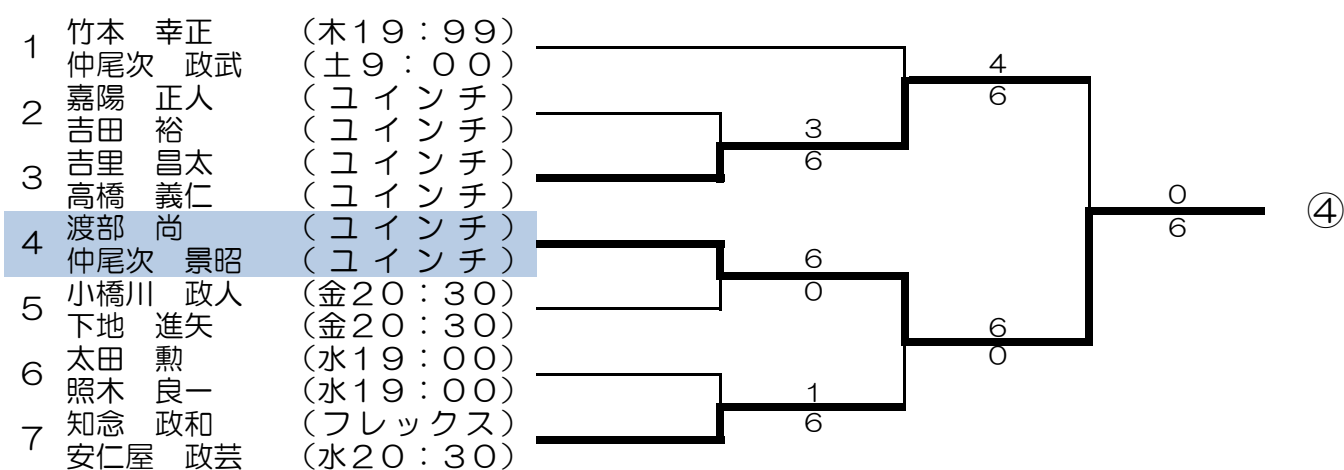 1
竹本 幸正 (木19:99)
仲尾次 政武 (土9:00)
2
嘉陽 正人 (ユインチ)
吉田 裕 (ユインチ)
3
吉里 昌太 (ユインチ)
高橋 義仁 (ユインチ)
4
渡部 尚 (ユインチ)
仲尾次 景昭 (ユインチ)
5
小橋川 政人 (金20:30)
下地 進矢 (金20:30)
6
太田 勲 (水19:00)
照木 良一 (水19:00)
7
知念 政和 (フレックス)
安仁屋 政芸 (水20:30)
3
6
6
0
1
6
4
6
6
0
0
6
④